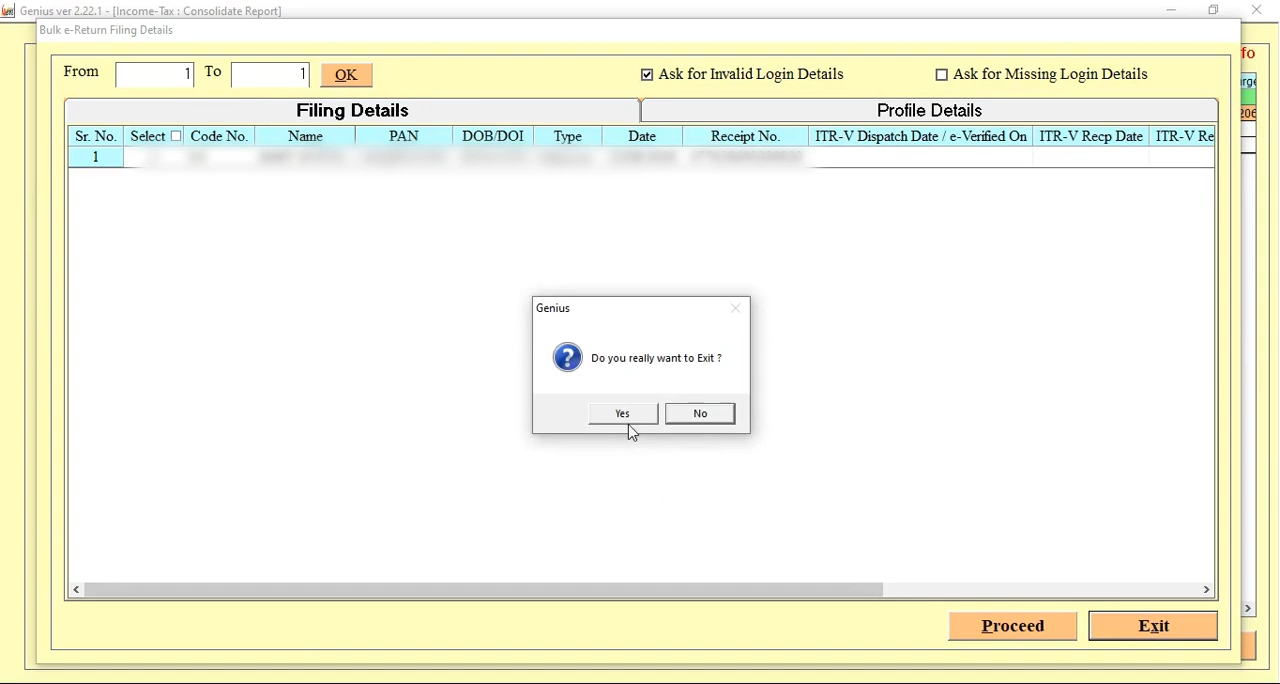 Genius ver 2.22.1 - [Income-Tax : Consolidate Report]
Bulk e-Return Filing Details
From 1 To 1 OK Ask for Invalid Login Details Ask for Missing Login Details
Filing Details Profile Details
Sr. No. Select Code No. Name PAN DOB/DOI Type Date Receipt No. ITR-V Dispatch Date / e-Verified On ITR-V Recp Date ITR-V Re
1
Genius
Do you really want to Exit ?
Yes No
Proceed Exit